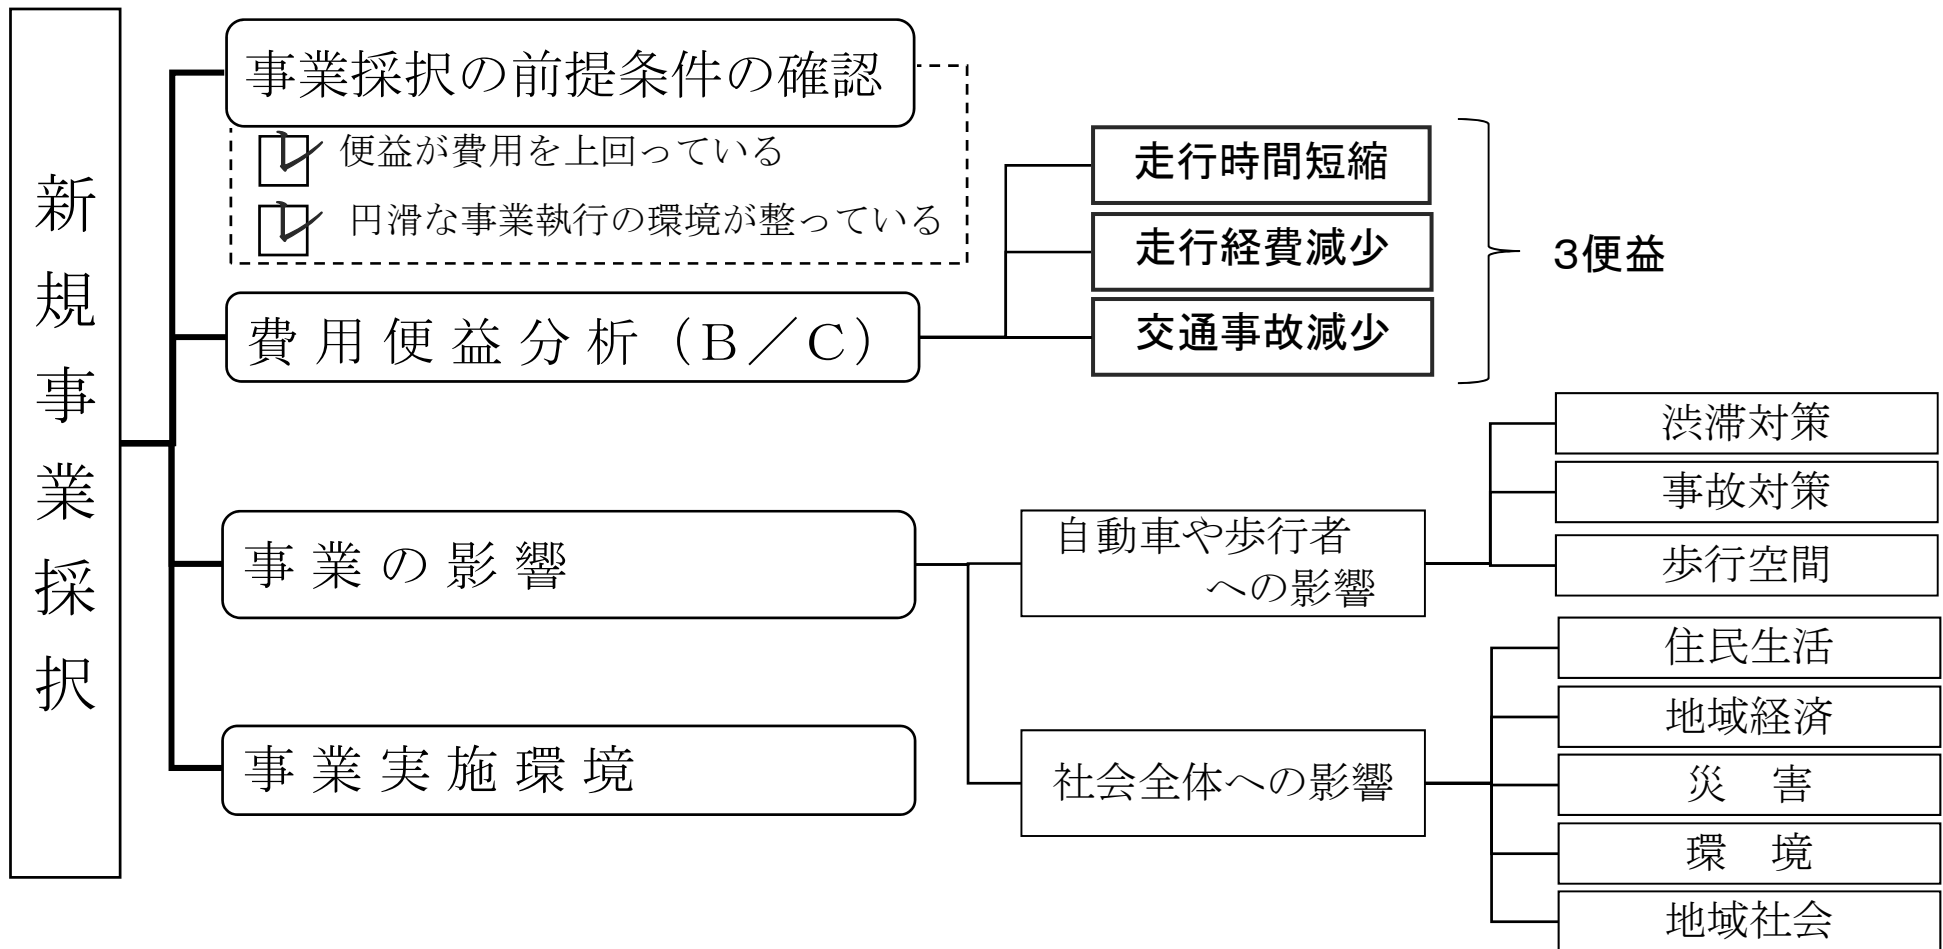 新規事業採択
事業採択の前提条件の確認
便益が費用を上回っている
円滑な事業執行の環境が整っている
費用便益分析（B／C）
走行時間短縮
走行経費減少
交通事故減少
３便益
事業の影響
自動車や歩行者
への影響
渋滞対策
事故対策
歩行空間
社会全体への影響
住民生活
地域経済
災　害
環　境
地域社会
事業実施環境